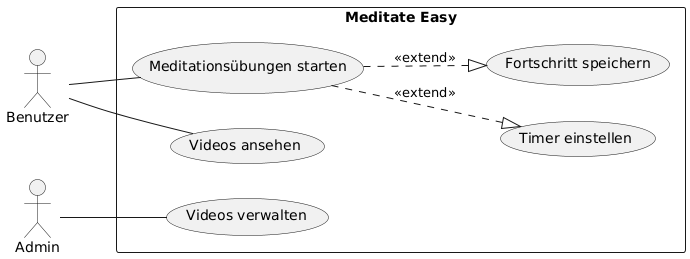 Meditate Easy
Meditationsübungen starten
«extend»
Fortschritt speichern
«extend»
Benutzer
Timer einstellen
Videos ansehen
Videos verwalten
Admin